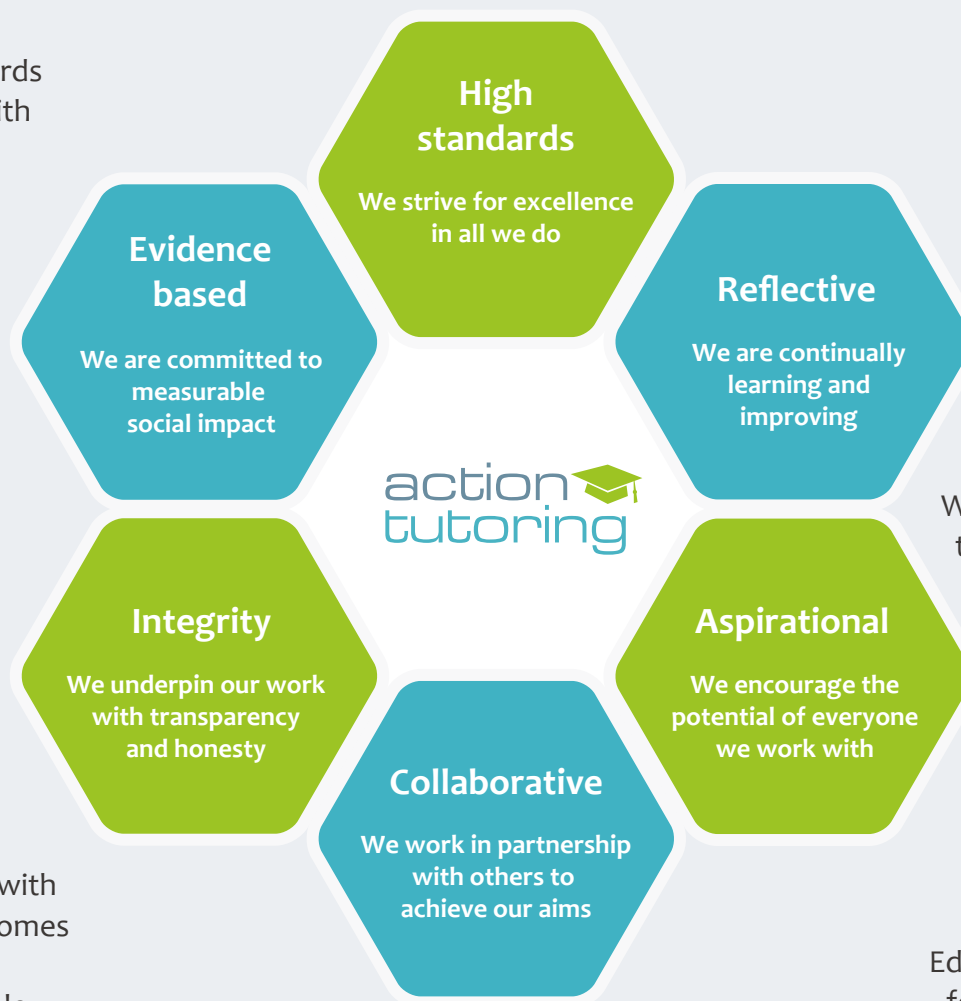 High
standards
We strive for excellence
in all we do
Evidence
based
We are committed to
measurable
social impact
Reflective
We are continually
learning and
improving
action
tutoring
Integrity
We underpin our work
with transparency
and honesty
Aspirational
We encourage the
potential of everyone
we work with
Collaborative
We work in partnership
with others to
achieve our aims
with